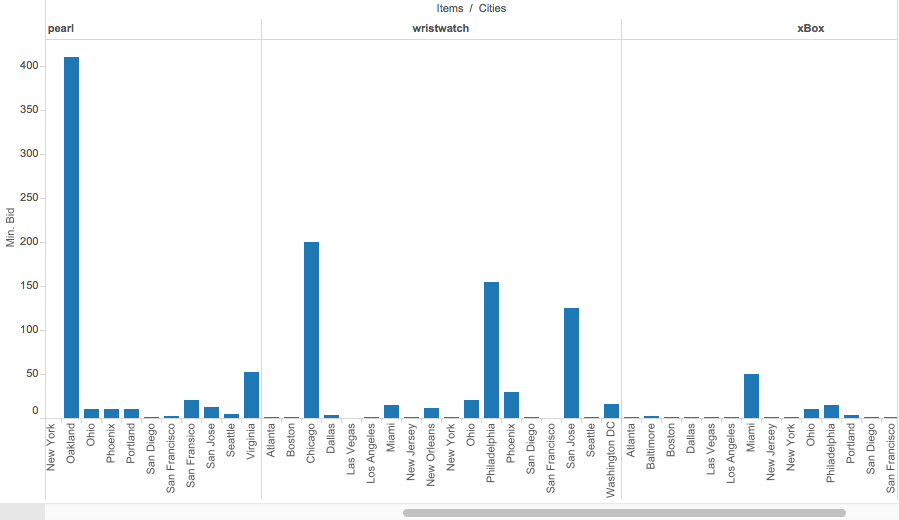 Items / Cities
pearl
wristwatch
xBox
400
350
300
250
200
150
100
50
0
Min. Bid
New York
Oakland
Ohio
Phoenix
Portland
San Diego
San Francisco
San Fransico
San Jose
Seattle
Virginia
Atlanta
Boston
Chicago
Dallas
Las Vegas
Los Angeles
Miami
New Jersey
New Orleans
New York
Ohio
Philadelphia
Phoenix
San Diego
San Francisco
San Jose
Seattle
Washington DC
Atlanta
Baltimore
Boston
Dallas
Las Vegas
Los Angeles
Miami
New Jersey
New York
Ohio
Philadelphia
Portland
San Diego
San Francisco